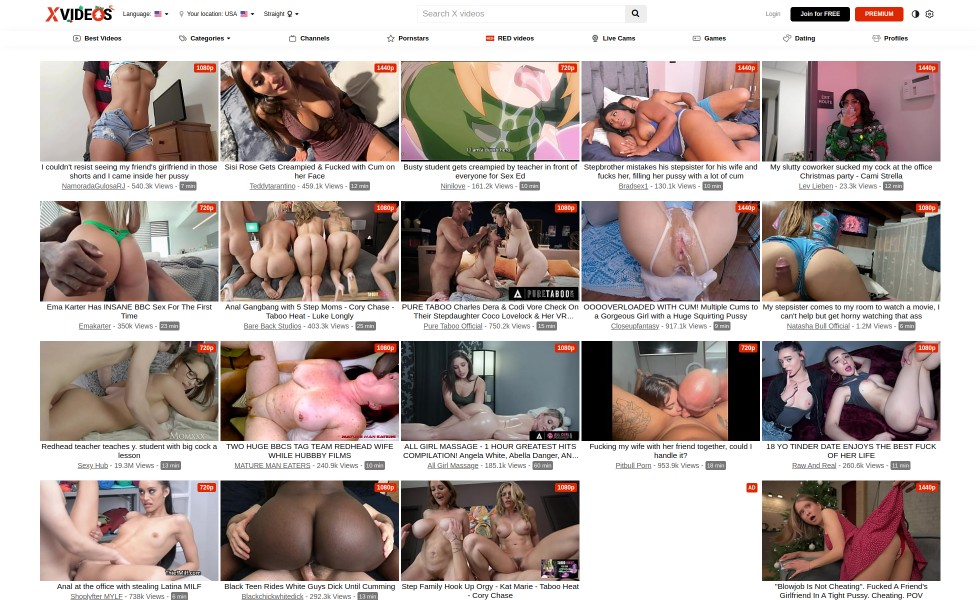 XVIDEOS Language: Your location: USA Straight Search X videos Login Join for FREE PREMIUM
Best Videos Categories Channels Pornstars RED videos Live Cams Games Dating Profiles
1080p 1440p 720p 1440p 1440p
I couldn't resist seeing my friend's girlfriend in those shorts and I came inside her pussy
NamoradaGulosaRJ - 540.3k Views - 7 min
Sisi Rose Gets Creampied & Fucked with Cum on her Face
Teddytarantino - 459.1k Views - 12 min
Busty student gets creampied by teacher in front of everyone for Sex Ed
Ninilove - 161.2k Views - 10 min
Stepbrother mistakes his stepsister for his wife and fucks her, filling her pussy with a lot of cum
Bradsex1 - 130.1k Views - 10 min
My slutty coworker sucked my cock at the office Christmas party - Cami Strella
Lev Lieben - 23.3k Views - 12 min
720p 1080p 1080p 1440p 1080p
PURETABOO
Ema Karter Has INSANE BBC Sex For The First Time
Emakarter - 350k Views - 23 min
Anal Gangbang with 5 Step Moms - Cory Chase - Taboo Heat - Luke Longly
Bare Back Studios - 403.3k Views - 25 min
PURE TABOO Charles Dera & Codi Vore Check On Their Stepdaughter Coco Lovelock & Her VR...
Pure Taboo Official - 750.2k Views - 15 min
OOOOVERLOADED WITH CUM! Multiple Cums to a Gorgeous Girl with a Huge Squirting Pussy
Closeupfantasy - 917.1k Views - 8 min
My stepsister comes to my room to watch a movie, I can't help but get horny watching that ass
Natasha Bull Official - 1.2M Views - 6 min
720p 1080p 1080p 720p 1080p
MATURE MAN EATERS
Redhead teacher teaches y. student with big cock a lesson
Sexy Hub - 19.3M Views - 13 min
TWO HUGE BBCS TAG TEAM REDHEAD WIFE WHILE HUBBBY FILMS
MATURE MAN EATERS - 240.9k Views - 10 min
ALL GIRL MASSAGE - 1 HOUR GREATEST HITS COMPILATION! Angela White, Abella Danger, AN...
All Girl Massage - 185.1k Views - 60 min
Fucking my wife with her friend together, could I handle it?
Pitbull Porn - 953.9k Views - 18 min
18 YO TINDER DATE ENJOYS THE BEST FUCK OF HER LIFE
Raw And Real - 260.6k Views - 11 min
720p 1080p 1080p AD 1440p
Anal at the office with stealing Latina MILF
Shoplyfter MYLF - 738k Views - 6 min
Black Teen Rides White Guys Dick Until Cumming
Blackchickwhitedick - 292.3k Views - 13 min
Step Family Hook Up Orgy - Kat Marie - Taboo Heat - Cory Chase
"Blowjob Is Not Cheating". Fucked A Friend's Girlfriend In A Tight Pussy. Cheating. POV